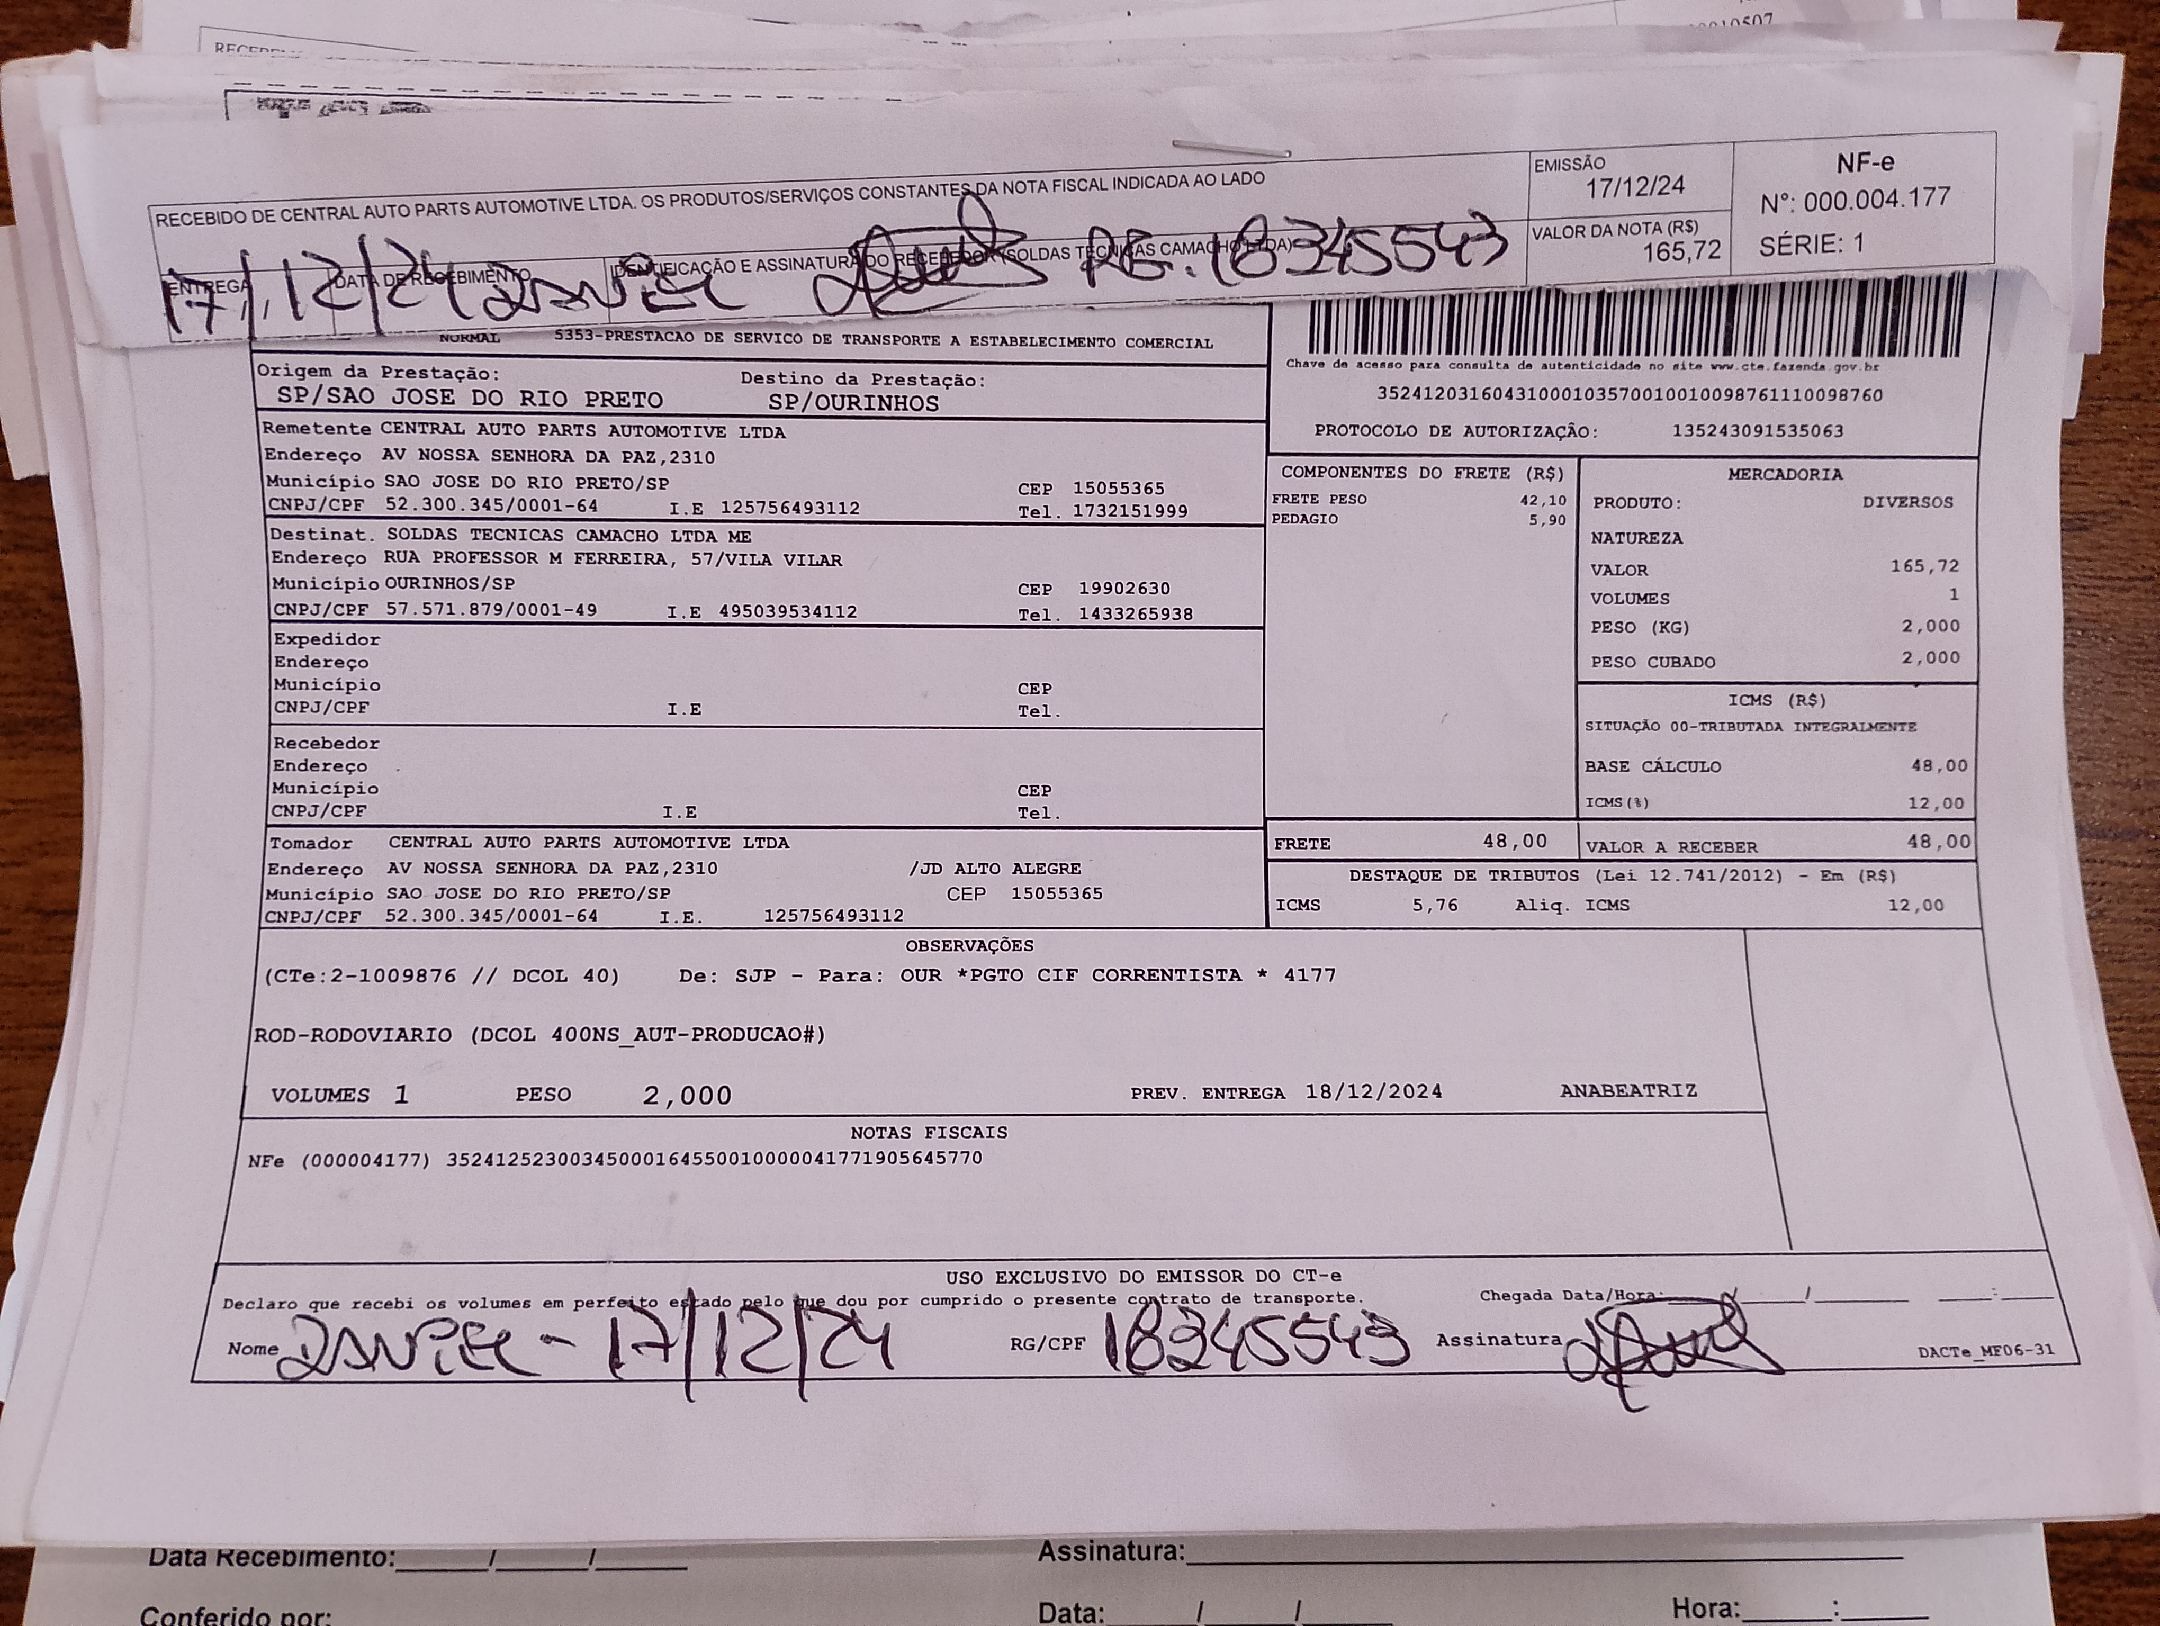 RECEBIDO DE CENTRAL AUTO PARTS AUTOMOTIVE LTDA. OS PRODUTOS/SERVIÇOS CONSTANTES DA NOTA FISCAL INDICADA AO LADO
EMISSÃO
17/12/24
VALOR DA NOTA (R$)
165,72
NF-e
Nº: 000.004.177
SÉRIE: 1
ENTREGA
DATA DE RECEBIMENTO
IDENTIFICAÇÃO E ASSINATURA DO RECEBEDOR (SOLDAS TECNICAS CAMACHO LTDA)
17/12/24 RG. 18345543
NORMAL 5353-PRESTACAO DE SERVICO DE TRANSPORTE A ESTABELECIMENTO COMERCIAL
Chave de acesso para consulta de autenticidade no site www.cte.fazenda.gov.br
35241203160431000103570010010098761110098760
PROTOCOLO DE AUTORIZAÇÃO: 135243091535063
Origem da Prestação: Destino da Prestação:
SP/SAO JOSE DO RIO PRETO SP/OURINHOS
Remetente CENTRAL AUTO PARTS AUTOMOTIVE LTDA
Endereço AV NOSSA SENHORA DA PAZ,2310
Município SAO JOSE DO RIO PRETO/SP CEP 15055365
CNPJ/CPF 52.300.345/0001-64 I.E 125756493112 Tel. 1732151999
Destinat. SOLDAS TECNICAS CAMACHO LTDA ME
Endereço RUA PROFESSOR M FERREIRA, 57/VILA VILAR
Município OURINHOS/SP CEP 19902630
CNPJ/CPF 57.571.879/0001-49 I.E 495039534112 Tel. 1433265938
Expedidor
Endereço
Município CEP
CNPJ/CPF I.E Tel.
Recebedor
Endereço
Município CEP
CNPJ/CPF I.E Tel.
Tomador CENTRAL AUTO PARTS AUTOMOTIVE LTDA
Endereço AV NOSSA SENHORA DA PAZ,2310 /JD ALTO ALEGRE
Município SAO JOSE DO RIO PRETO/SP CEP 15055365
CNPJ/CPF 52.300.345/0001-64 I.E. 125756493112
COMPONENTES DO FRETE (R$)
FRETE PESO 42,10
PEDAGIO 5,90
MERCADORIA
PRODUTO: DIVERSOS
NATUREZA
VALOR 165,72
VOLUMES 1
PESO (KG) 2,000
PESO CUBADO 2,000
ICMS (R$)
SITUAÇÃO 00-TRIBUTADA INTEGRALMENTE
BASE CÁLCULO 48,00
ICMS(%) 12,00
FRETE 48,00 VALOR A RECEBER 48,00
DESTAQUE DE TRIBUTOS (Lei 12.741/2012) - Em (R$)
ICMS 5,76 Aliq. ICMS 12,00
OBSERVAÇÕES
(CTe:2-1009876 // DCOL 40) De: SJP - Para: OUR *PGTO CIF CORRENTISTA * 4177
ROD-RODOVIARIO (DCOL 400NS_AUT-PRODUCAO#)
VOLUMES 1 PESO 2,000 PREV. ENTREGA 18/12/2024 ANABEATRIZ
NOTAS FISCAIS
NFe (000004177) 35241252300345000164550010000041771905645770
USO EXCLUSIVO DO EMISSOR DO CT-e
Declaro que recebi os volumes em perfeito estado pelo que dou por cumprido o presente contrato de transporte. Chegada Data/Hora: / / :
Nome - 17/12/24 RG/CPF 18345543 Assinatura
DACTe_MF06-31
Data Recebimento: / / Assinatura:
Conferido por: Data: / / Hora: :